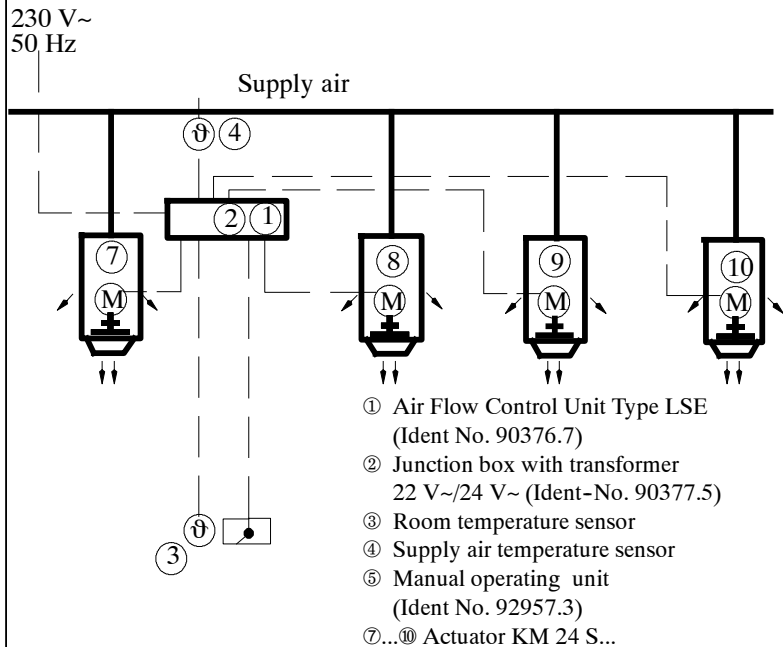 230 V~
50 Hz
Supply air
ϑ 4
2 1
7
8
9
10
M
M
M
M
ϑ
3
① Air Flow Control Unit Type LSE
(Ident No. 90376.7)
② Junction box with transformer
22 V~/24 V~ (Ident-No. 90377.5)
③ Room temperature sensor
④ Supply air temperature sensor
⑤ Manual operating unit
(Ident No. 92957.3)
⑦...⑩ Actuator KM 24 S...